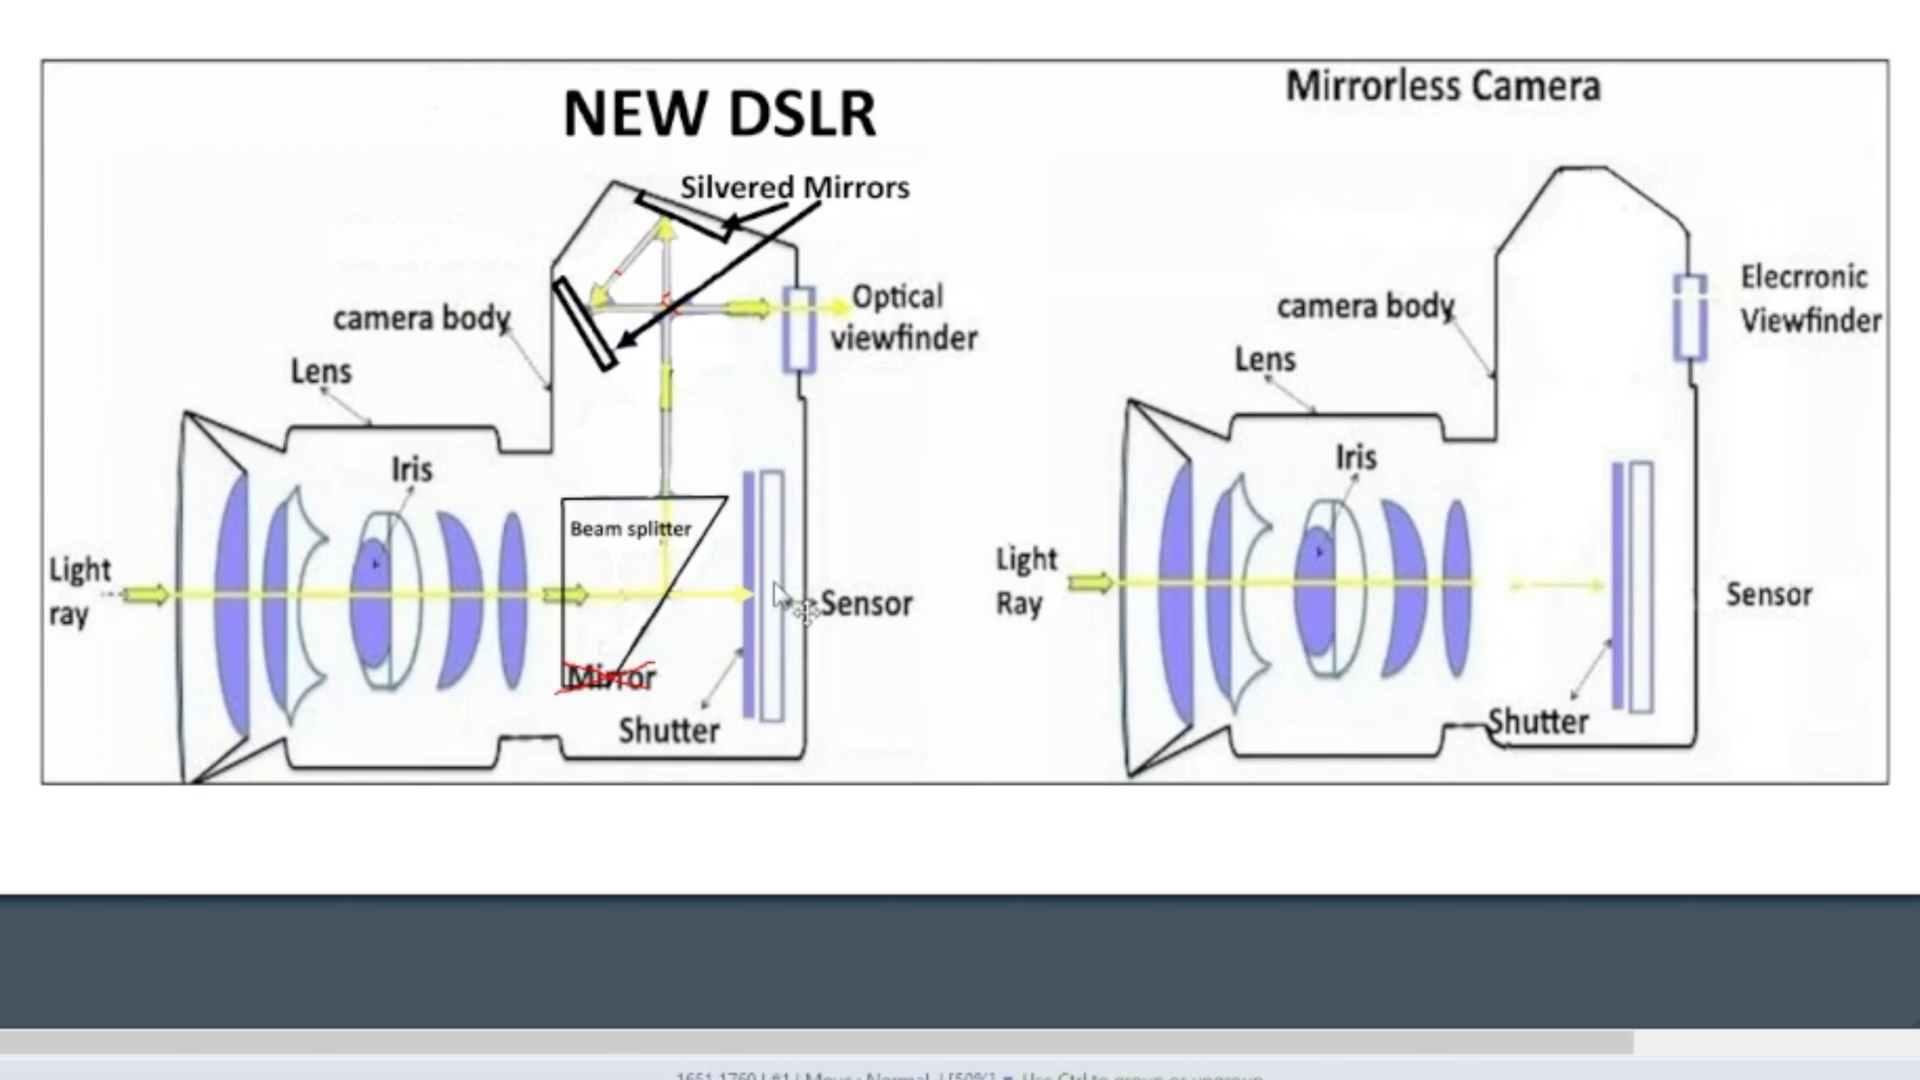 NEW DSLR
Silvered Mirrors
camera body
Optical
viewfinder
Lens
Iris
Beam splitter
Light
ray
Sensor
Mirror
Shutter
Mirrorless Camera
camera body
Elecrronic
Viewfinder
Lens
Iris
Light
Ray
Sensor
Shutter